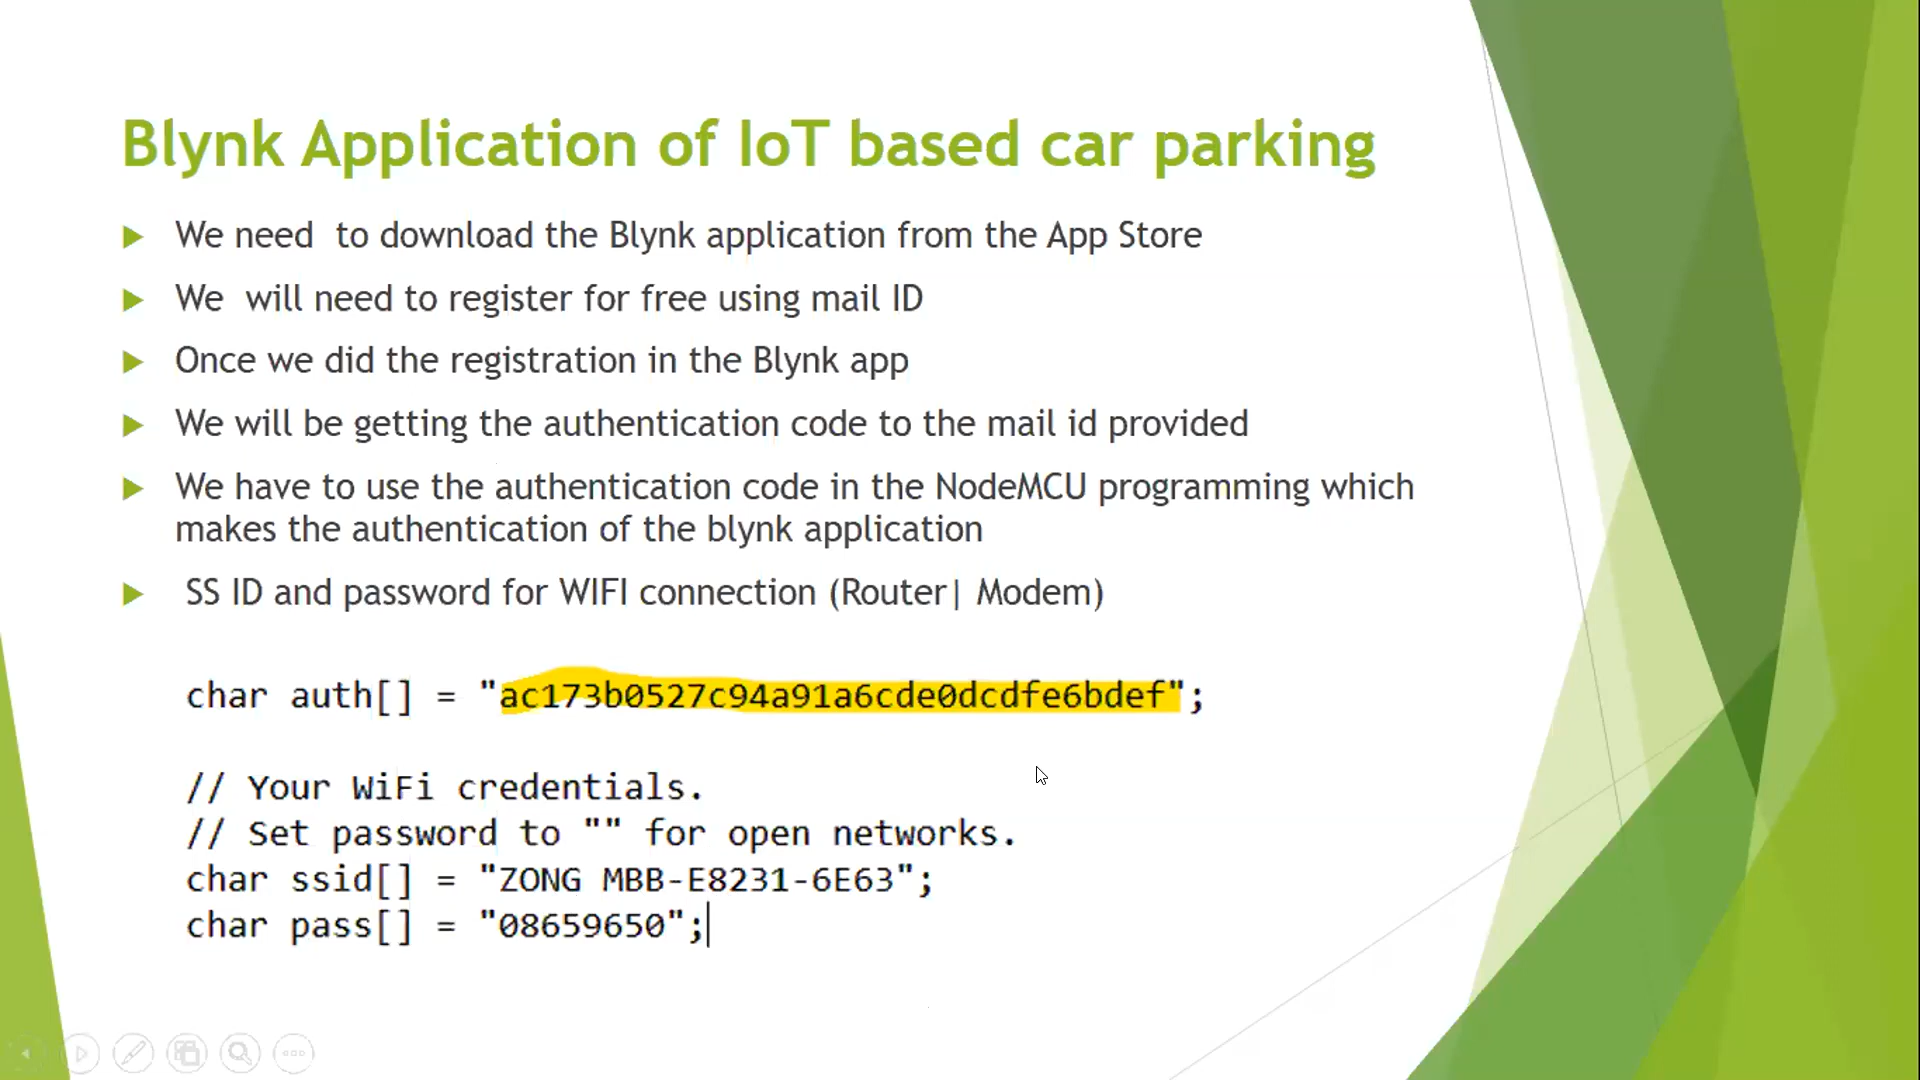 Blynk Application of IoT based car parking
We need  to download the Blynk application from the App Store
We  will need to register for free using mail ID
Once we did the registration in the Blynk app
We will be getting the authentication code to the mail id provided
We have to use the authentication code in the NodeMCU programming which
makes the authentication of the blynk application
SS ID and password for WIFI connection (Router| Modem)
char auth[] = "ac173b0527c94a91a6cde0dcdfe6bdef";
// Your WiFi credentials.
// Set password to "" for open networks.
char ssid[] = "ZONG MBB-E8231-6E63";
char pass[] = "08659650";